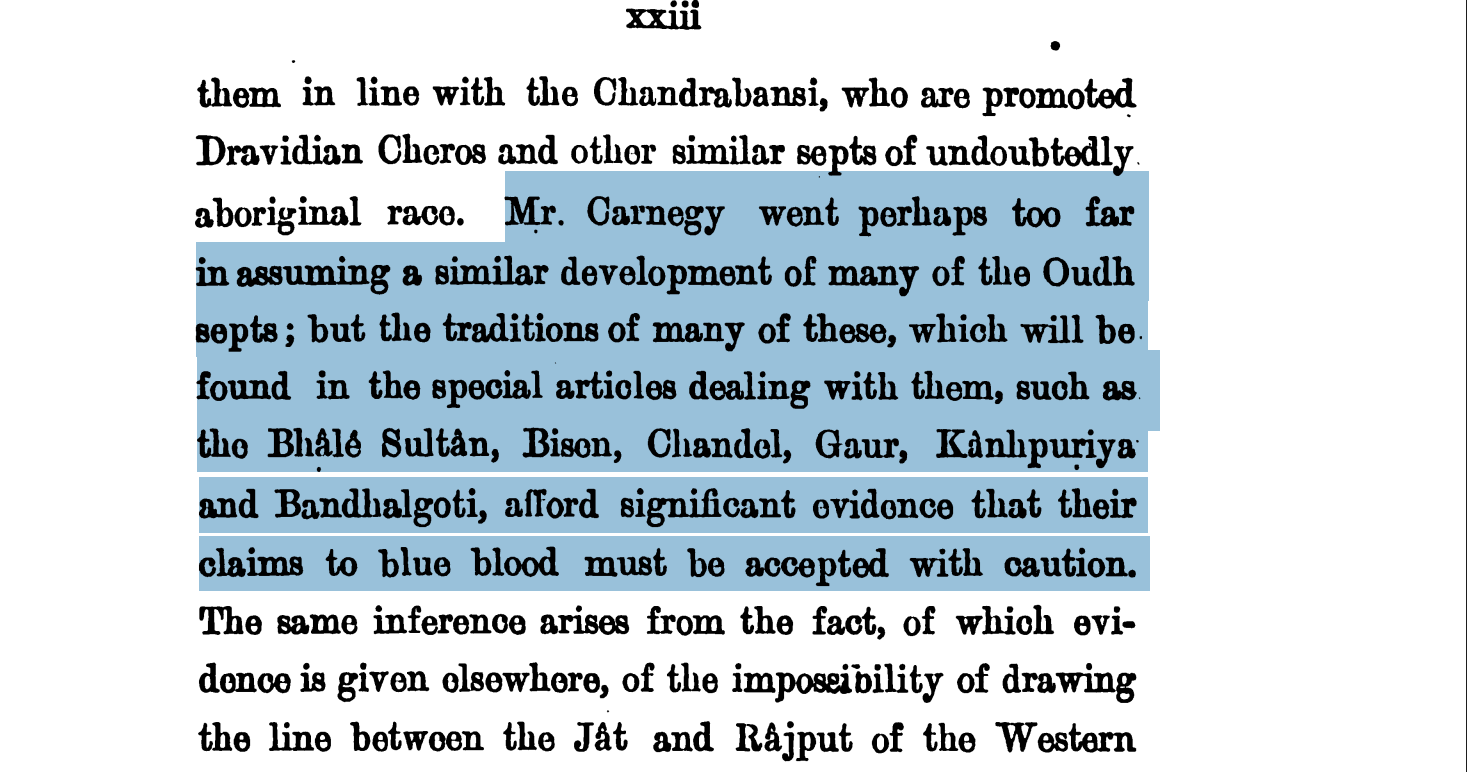 xxiii
them in line with the Chandrabansi, who are promoted
Dravidian Cheros and other similar septs of undoubtedly
aboriginal race. Mr. Carnegy went perhaps too far
in assuming a similar development of many of the Oudh
septs; but the traditions of many of these, which will be
found in the special articles dealing with them, such as
the Bhâlê Sultân, Bisen, Chandel, Gaur, Kânhpuriya
and Bandhalgoti, afford significant evidence that their
claims to blue blood must be accepted with caution.
The same inference arises from the fact, of which evi-
dence is given elsewhere, of the impossibility of drawing
the line between the Jât and Râjput of the Western